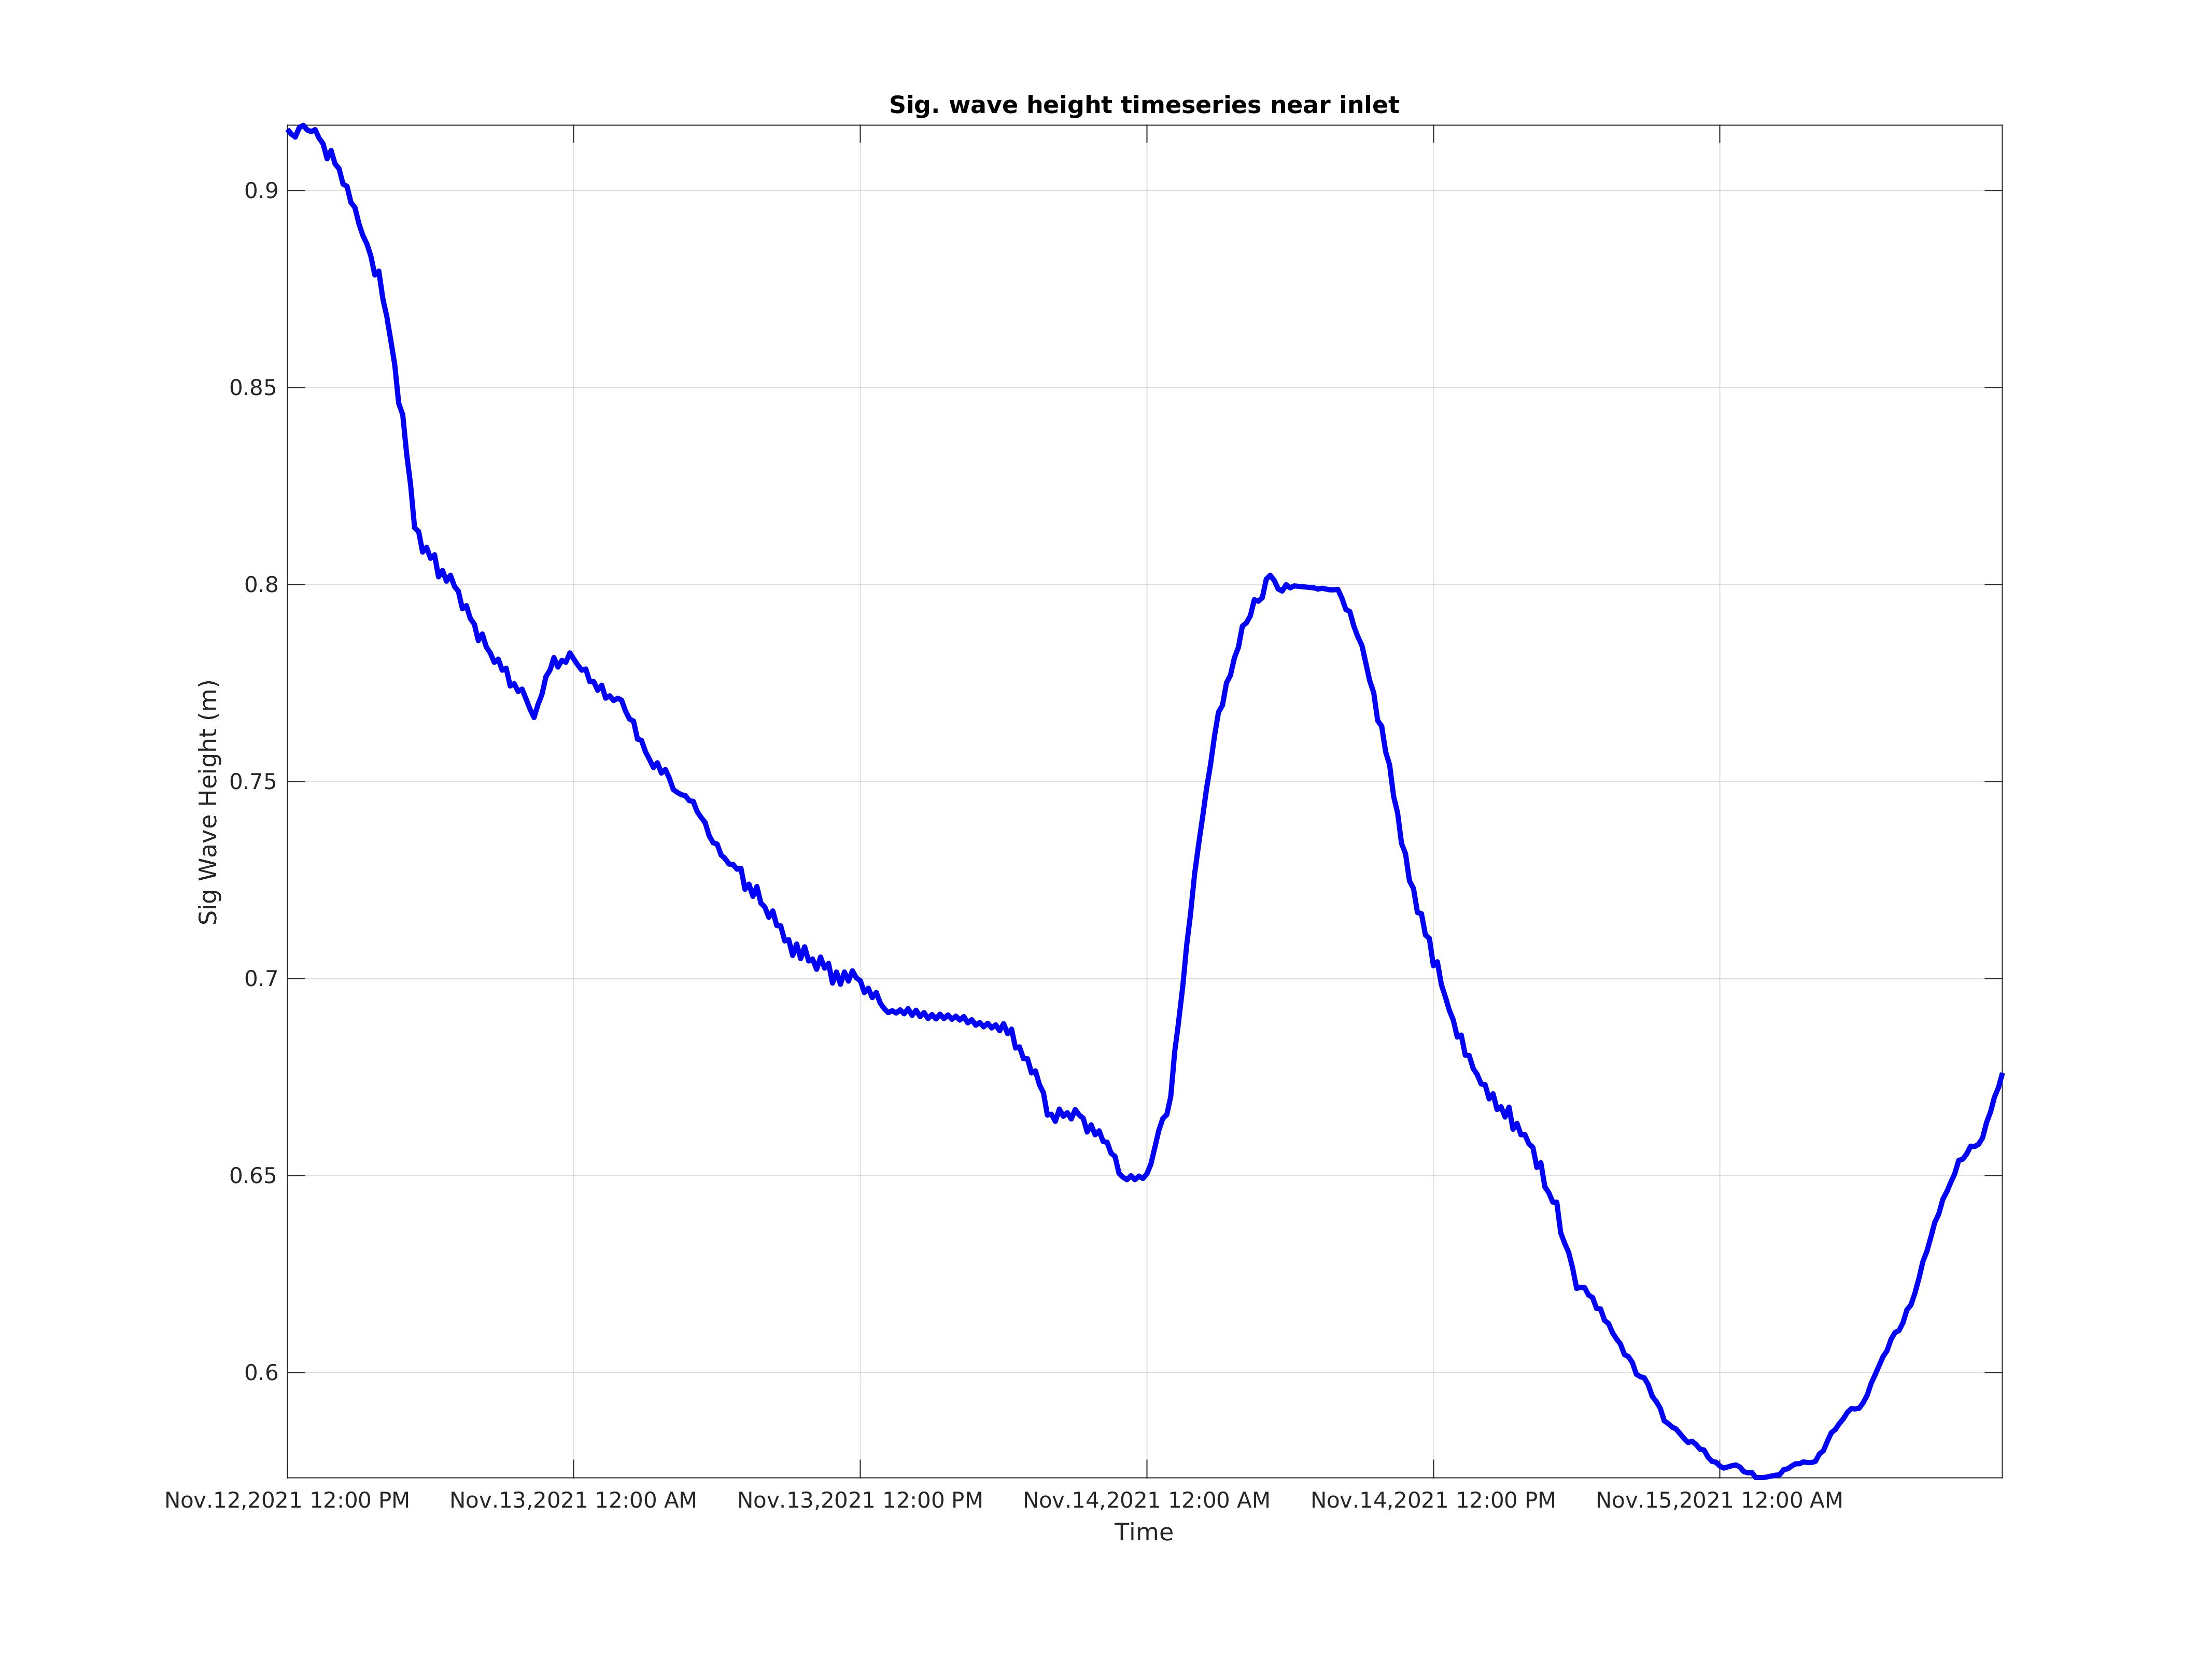 Sig. wave height timeseries near inlet
Sig Wave Height (m)
0.9
0.85
0.8
0.75
0.7
0.65
0.6
Nov.12,2021 12:00 PM
Nov.13,2021 12:00 AM
Nov.13,2021 12:00 PM
Nov.14,2021 12:00 AM
Nov.14,2021 12:00 PM
Nov.15,2021 12:00 AM
Time